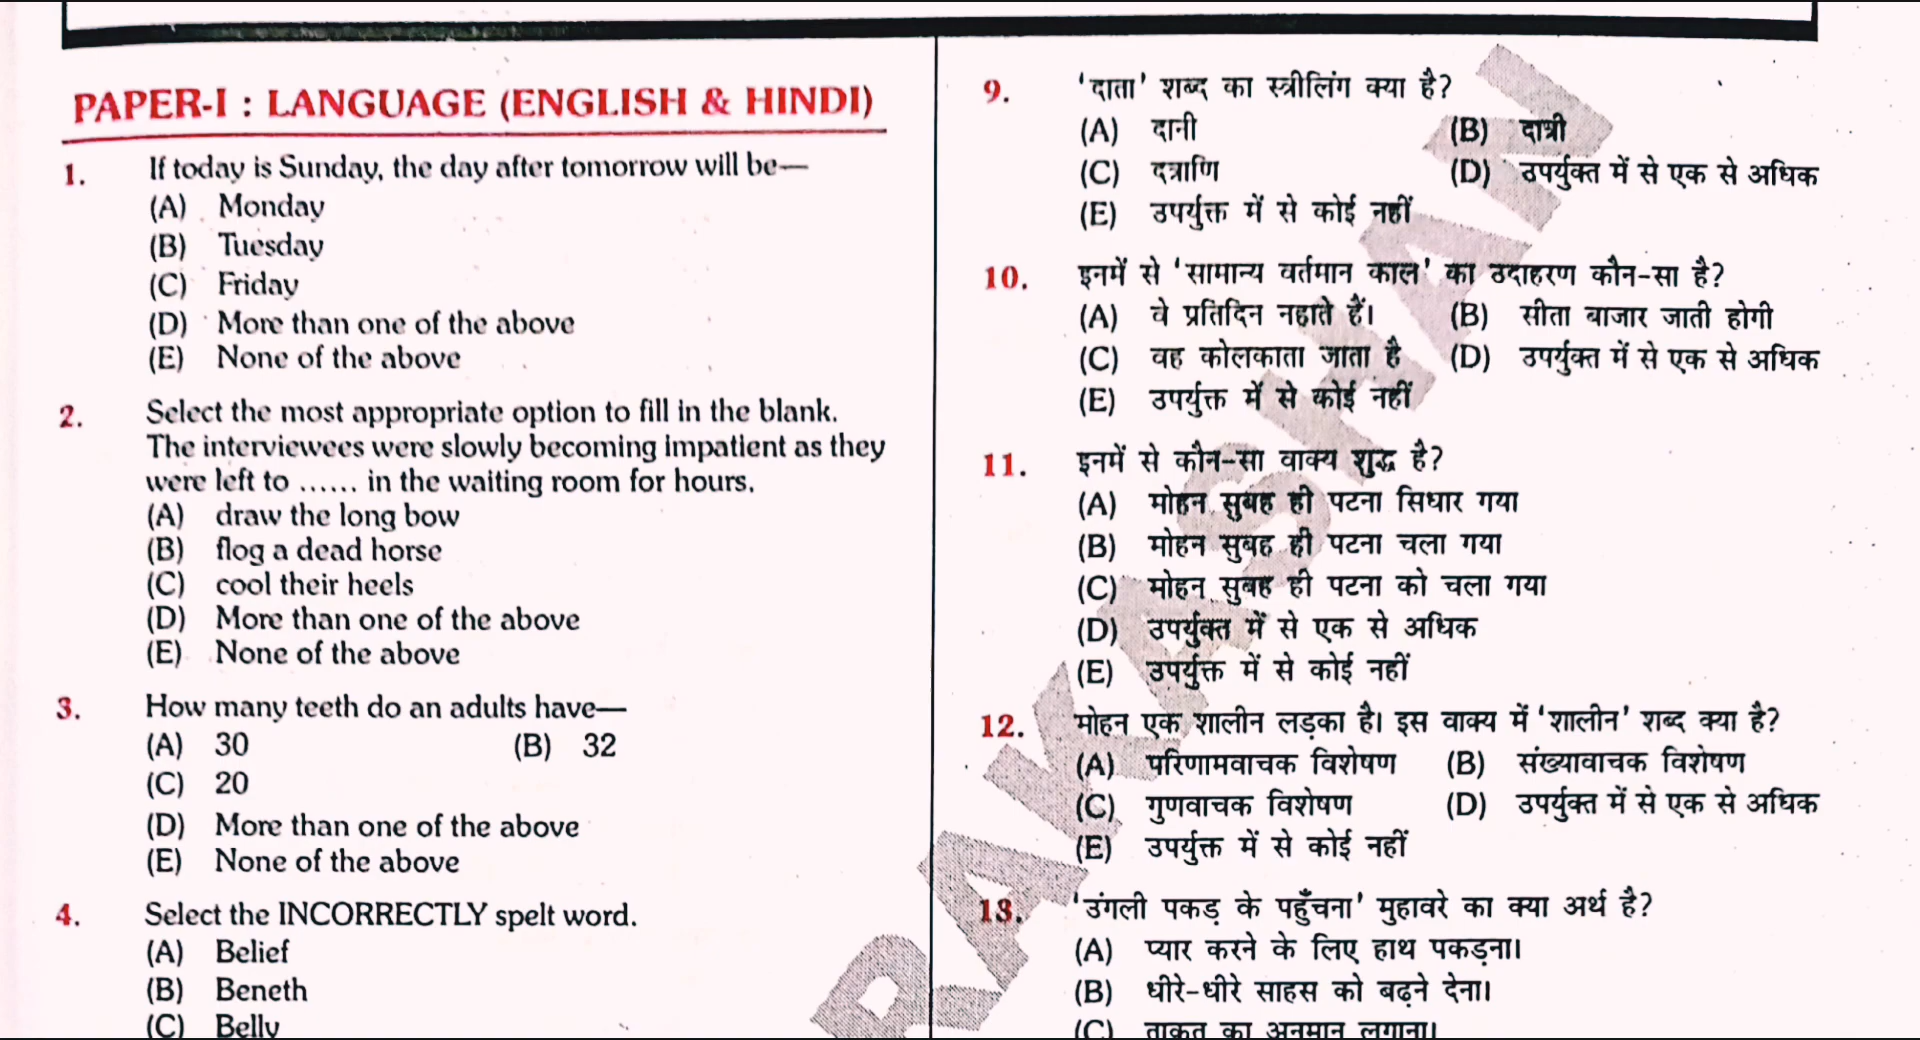 PAPER-I : LANGUAGE (ENGLISH & HINDI)
1. If today is Sunday, the day after tomorrow will be—
(A) Monday
(B) Tuesday
(C) Friday
(D) More than one of the above
(E) None of the above
2. Select the most appropriate option to fill in the blank.
The interviewees were slowly becoming impatient as they
were left to ...... in the waiting room for hours.
(A) draw the long bow
(B) flog a dead horse
(C) cool their heels
(D) More than one of the above
(E) None of the above
3. How many teeth do an adults have—
(A) 30 (B) 32
(C) 20
(D) More than one of the above
(E) None of the above
4. Select the INCORRECTLY spelt word.
(A) Belief
(B) Beneth
(C) Belly
9. 'दाता' शब्द का स्त्रीलिंग क्या है?
(A) दानी (B) दात्री
(C) दत्राणि (D) उपर्युक्त में से एक से अधिक
(E) उपर्युक्त में से कोई नहीं
10. इनमें से 'सामान्य वर्तमान काल' का उदाहरण कौन-सा है?
(A) वे प्रतिदिन नहाते हैं। (B) सीता बाजार जाती होगी
(C) वह कोलकाता जाता है (D) उपर्युक्त में से एक से अधिक
(E) उपर्युक्त में से कोई नहीं
11. इनमें से कौन-सा वाक्य शुद्ध है?
(A) मोहन सुबह ही पटना सिधार गया
(B) मोहन सुबह ही पटना चला गया
(C) मोहन सुबह ही पटना को चला गया
(D) उपर्युक्त में से एक से अधिक
(E) उपर्युक्त में से कोई नहीं
12. मोहन एक शालीन लड़का है। इस वाक्य में 'शालीन' शब्द क्या है?
(A) परिणामवाचक विशेषण (B) संख्यावाचक विशेषण
(C) गुणवाचक विशेषण (D) उपर्युक्त में से एक से अधिक
(E) उपर्युक्त में से कोई नहीं
13. 'उंगली पकड़ के पहुँचना' मुहावरे का क्या अर्थ है?
(A) प्यार करने के लिए हाथ पकड़ना।
(B) धीरे-धीरे साहस को बढ़ने देना।
(C) ताकत का अनुमान लगाना।
RAKASHAN